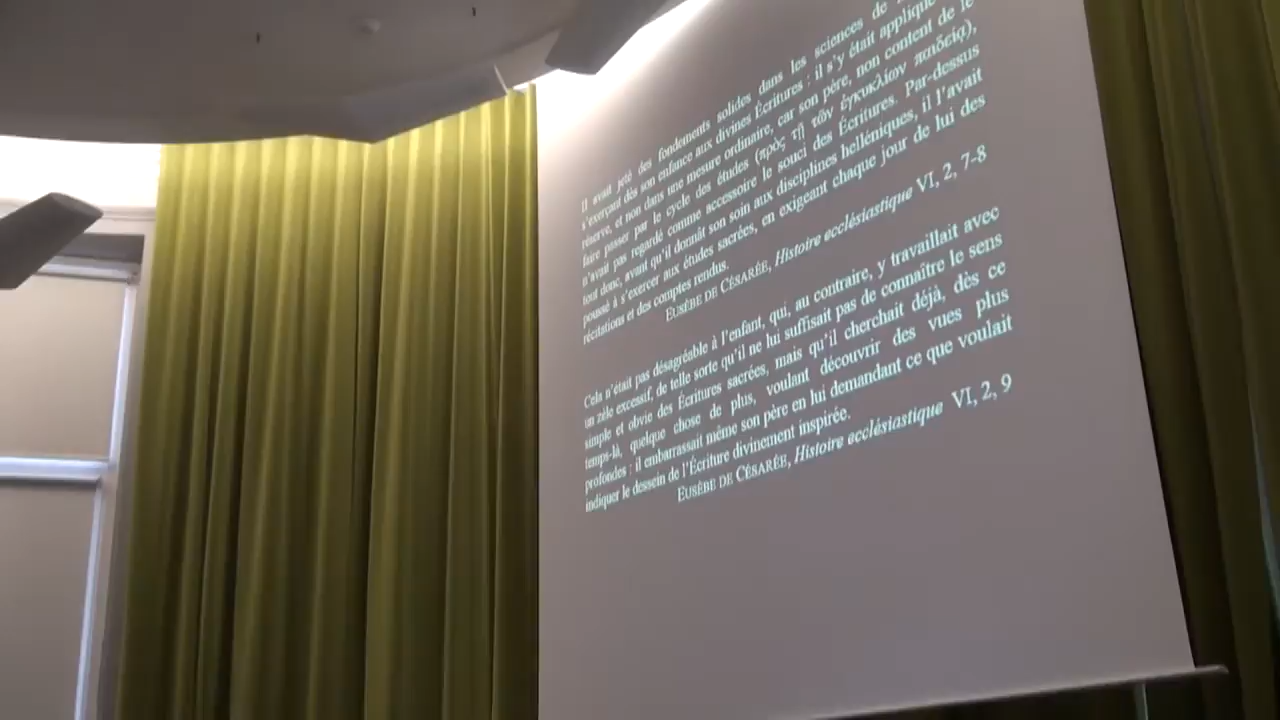 Il avait jeté des fondements solides dans les sciences de
s'exerçant dès son enfance aux divines Écritures : il s'y était appliqué
réserve, et non dans une mesure ordinaire, car son père, non content de le
faire passer par le cycle des études (πρὸς τῇ τῶν ἐγκυκλίων παιδείᾳ),
n'avait pas regardé comme accessoire le souci des Écritures. Par-dessus
tout donc, avant qu'il donnât son soin aux disciplines helléniques, il l'avait
poussé à s'exercer aux études sacrées, en exigeant chaque jour de lui des
récitations et des comptes rendus.
EUSÈBE DE CÉSARÉE, Histoire ecclésiastique VI, 2, 7-8
Cela n'était pas désagréable à l'enfant, qui, au contraire, y travaillait avec
un zèle excessif, de telle sorte qu'il ne lui suffisait pas de connaître le sens
simple et obvie des Écritures sacrées, mais qu'il cherchait déjà, dès ce
temps-là, quelque chose de plus, voulant découvrir des vues plus
profondes : il embarrassait même son père en lui demandant ce que voulait
indiquer le dessein de l'Écriture divinement inspirée.
EUSÈBE DE CÉSARÉE, Histoire ecclésiastique VI, 2, 9